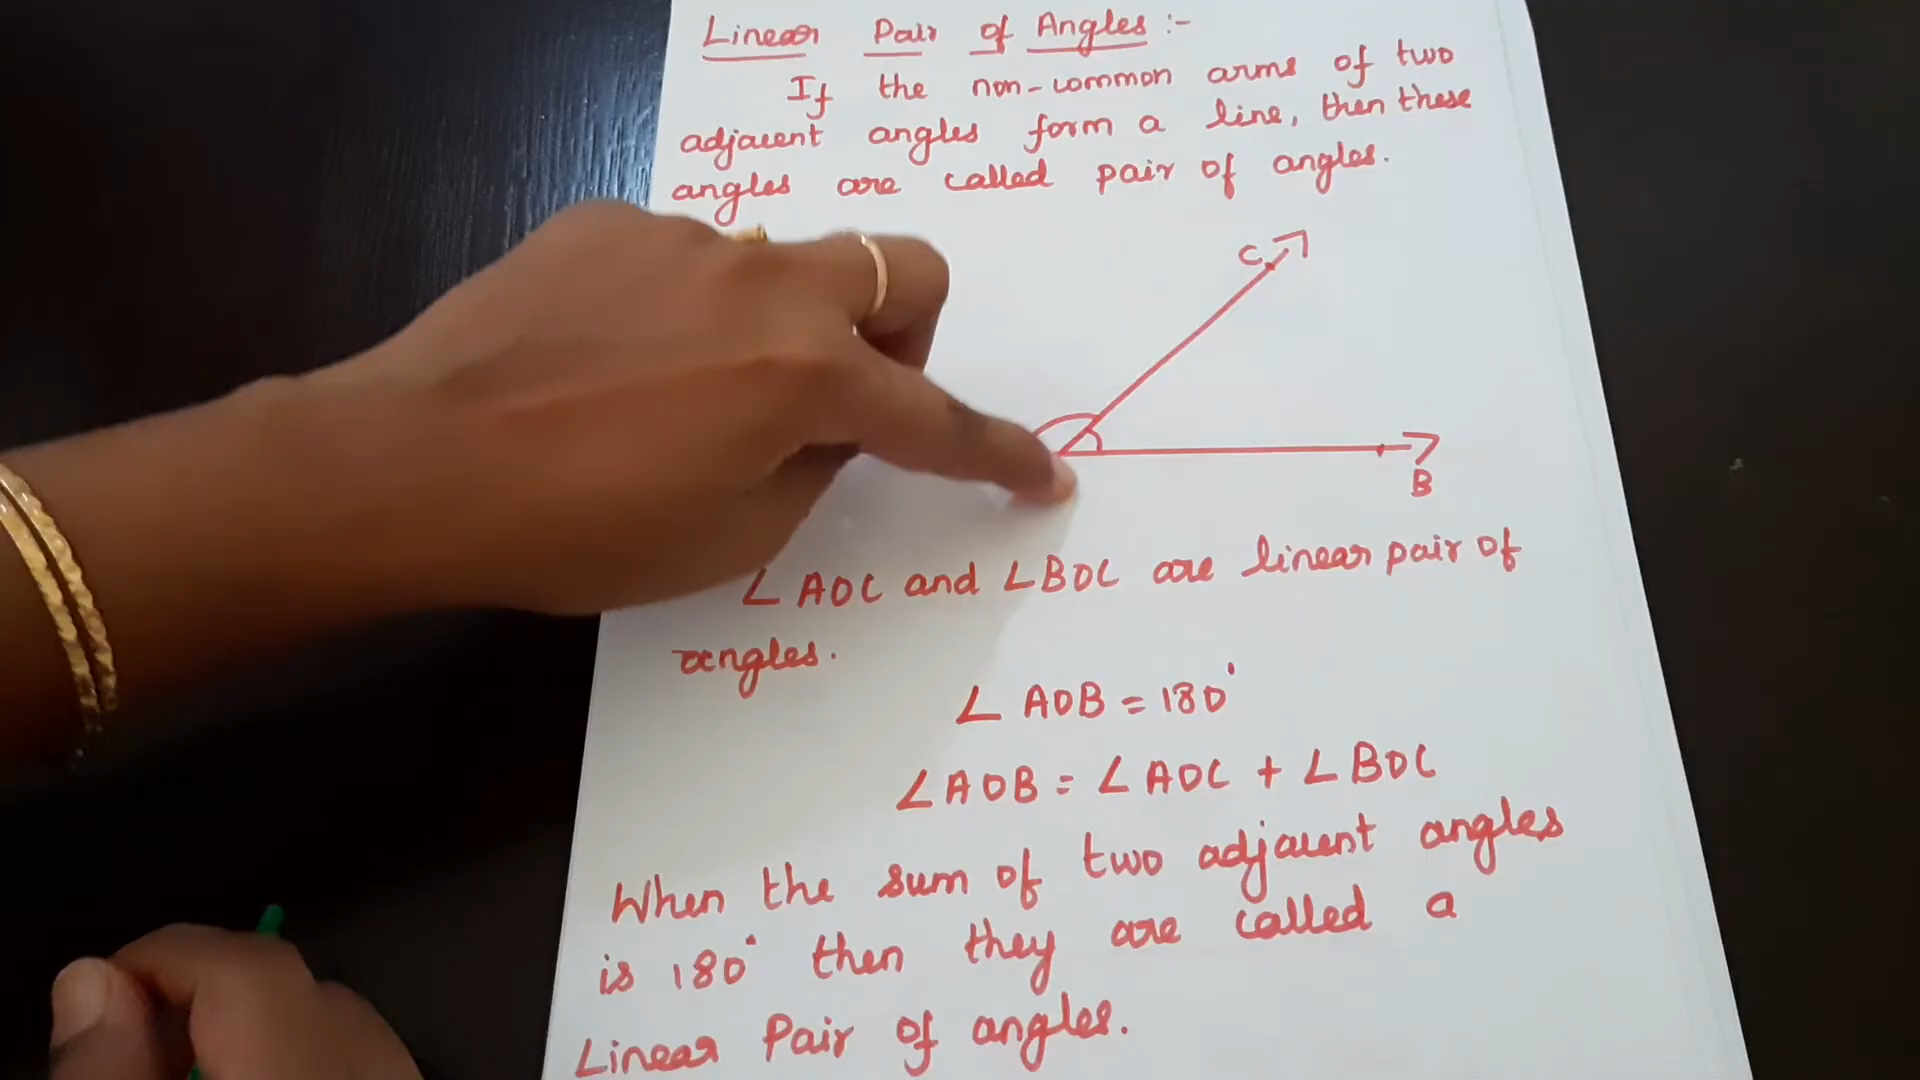 Linear Pair of Angles :-
If the non-common arms of two
adjacent angles form a line, then these
angles are called pair of angles.
C
B
∠AOC and ∠BOC are linear pair of
angles.
∠AOB = 180°
∠AOB = ∠AOC + ∠BOC
When the sum of two adjacent angles
is 180° then they are called a
Linear Pair of angles.